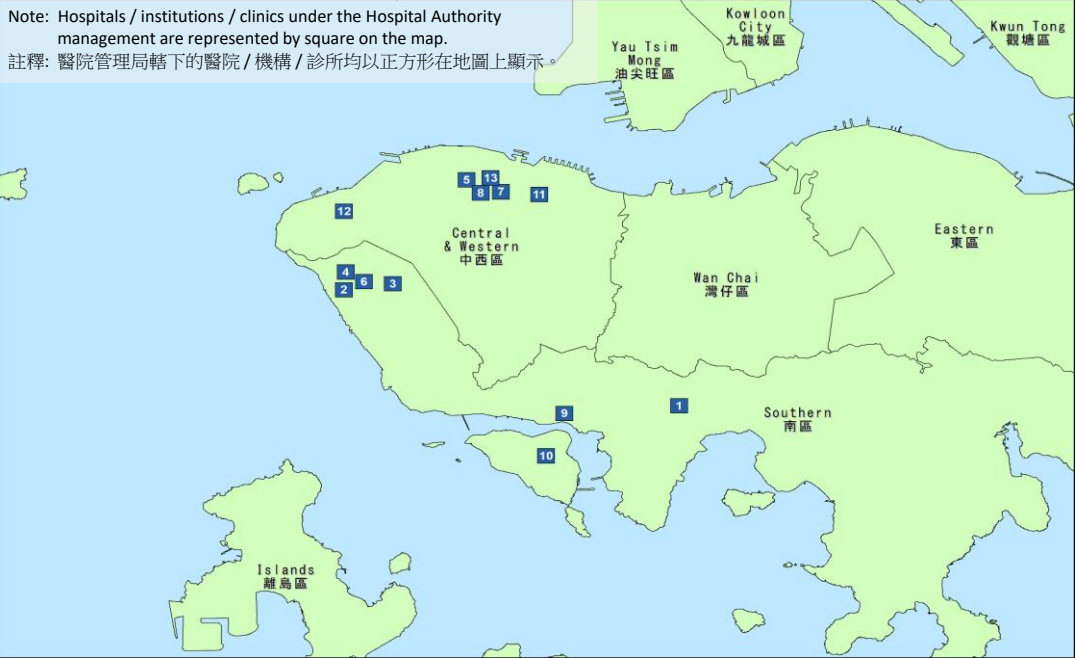 Note: Hospitals / institutions / clinics under the Hospital Authority
management are represented by square on the map.
註釋: 醫院管理局轄下的醫院 / 機構 / 診所均以正方形在地圖上顯示。
Kowloon
City
九龍城區
Kwun Tong
觀塘區
Yau Tsim
Mong
油尖旺區
5
13
8
7
11
12
Central
& Western
中西區
Eastern
東區
4
6
3
2
Wan Chai
灣仔區
9
1
Southern
南區
10
Islands
離島區